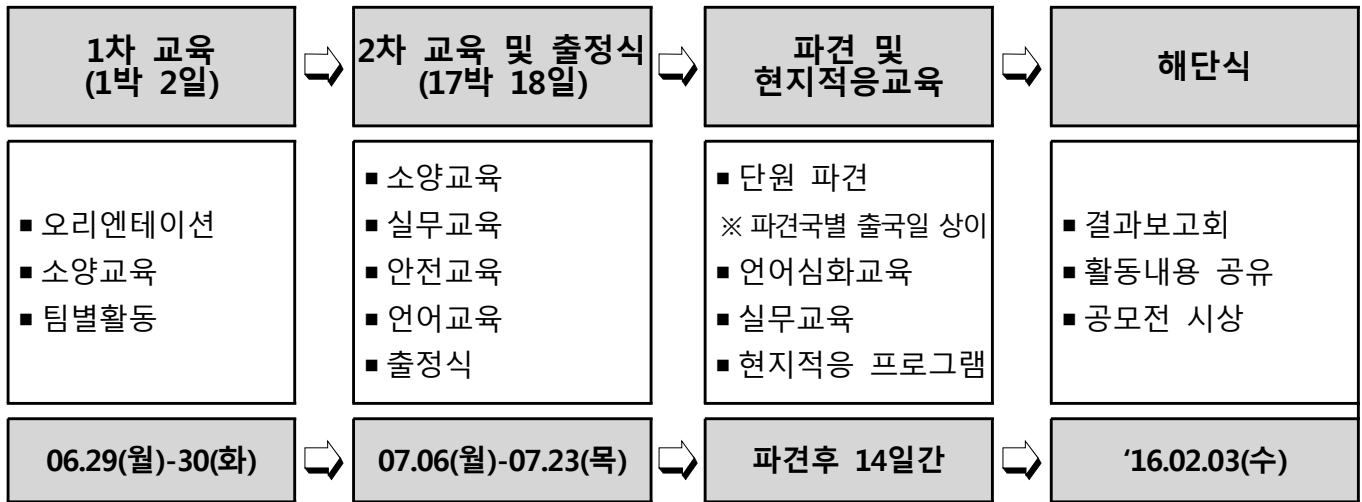 1차 교육
(1박 2일)
2차 교육 및 출정식
(17박 18일)
파견 및
현지적응교육
해단식
■ 오리엔테이션
■ 소양교육
■ 팀별활동
■ 소양교육
■ 실무교육
■ 안전교육
■ 언어교육
■ 출정식
■ 단원 파견
※ 파견국별 출국일 상이
■ 언어심화교육
■ 실무교육
■ 현지적응 프로그램
■ 결과보고회
■ 활동내용 공유
■ 공모전 시상
06.29(월)-30(화)
07.06(월)-07.23(목)
파견후 14일간
‘16.02.03(수)